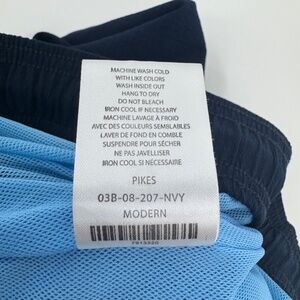 MACHINE WASH COLD
WITH LIKE COLORS
WASH INSIDE OUT
HANG TO DRY
DO NOT BLEACH
IRON COOL IF NECESSARY
MACHINE LAVAGE À FROID
AVEC DES COULEURS SEMBLABLES
LAVER DE FOND EN COMBLE
SUSPENDRE POUR SÉCHER
NE PAS JAVELLISER
IRON COOL SI NÉCESSAIRE
PIKES
03B-08-207-NVY
MODERN